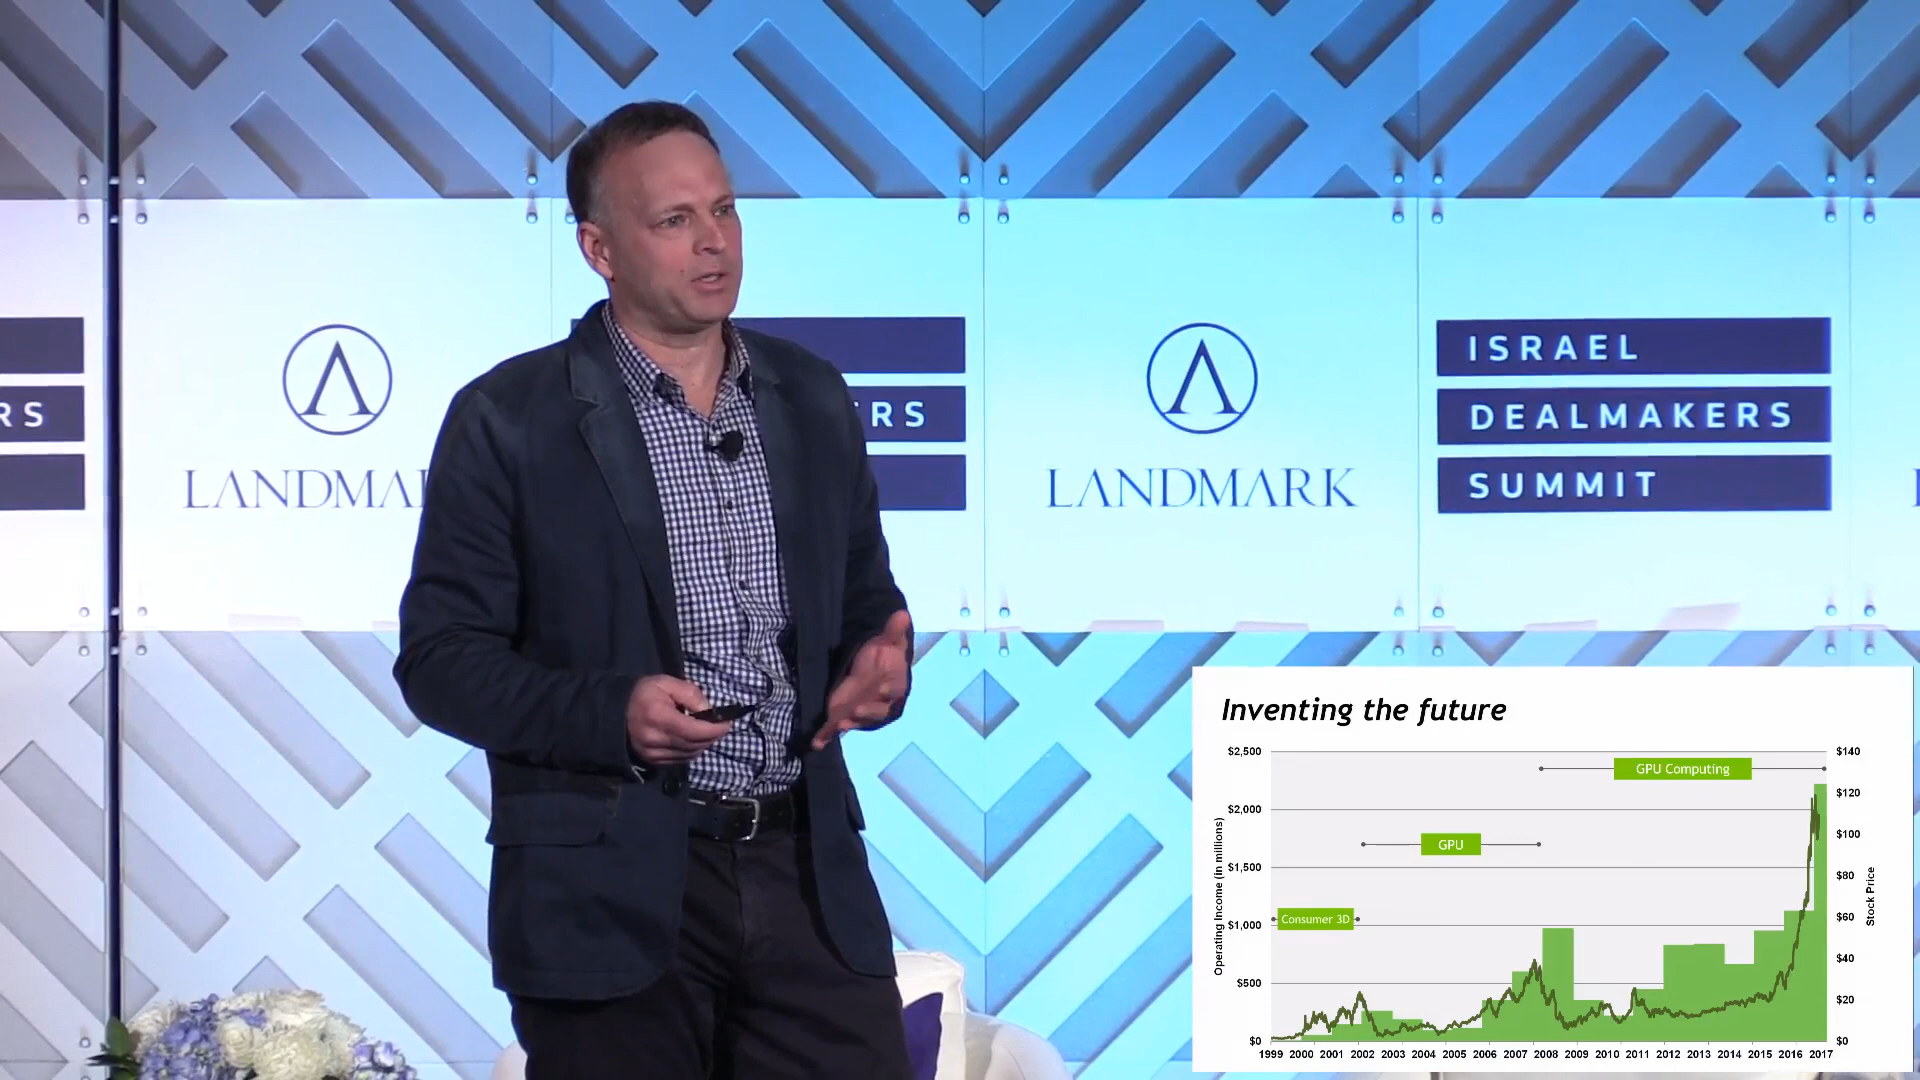 RS
LANDMA
ERS
LANDMARK
ISRAEL
DEALMAKERS
SUMMIT
Inventing the future
$2,500
$2,000
$1,500
$1,000
$500
$0
Operating Income (in millions)
GPU Computing
GPU
Consumer 3D
$140
$120
$100
$80
$60
$40
$20
$0
Stock Price
1999 2000 2001 2002 2003 2004 2005 2006 2007 2008 2009 2010 2011 2012 2013 2014 2015 2016 2017